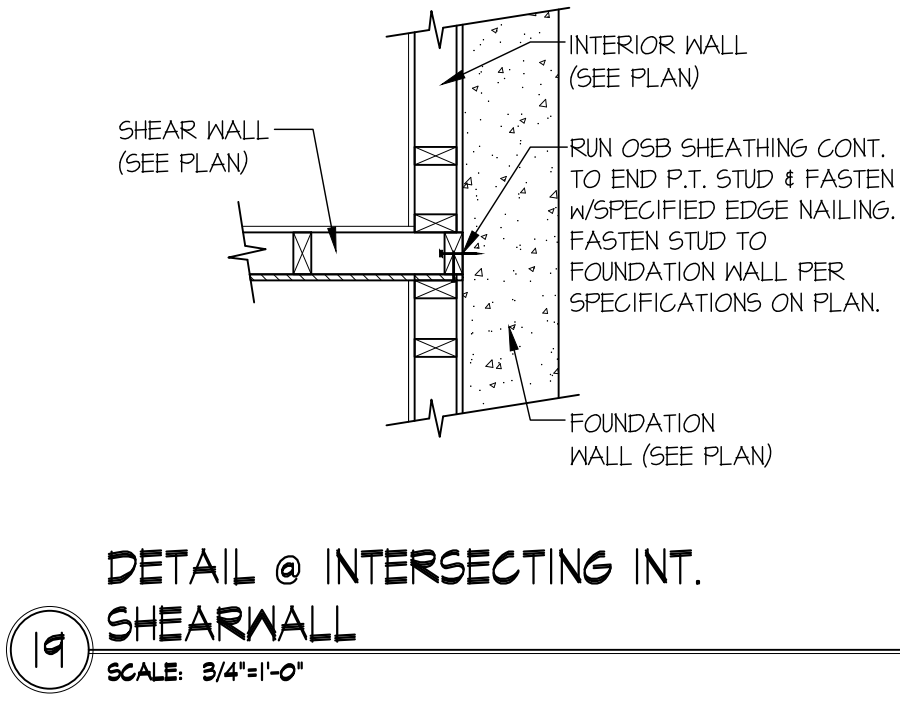 INTERIOR WALL
(SEE PLAN)
SHEAR WALL
(SEE PLAN)
RUN OSB SHEATHING CONT.
TO END P.T. STUD & FASTEN
W/SPECIFIED EDGE NAILING.
FASTEN STUD TO
FOUNDATION WALL PER
SPECIFICATIONS ON PLAN.
FOUNDATION
WALL (SEE PLAN)
DETAIL @ INTERSECTING INT.
SHEARWALL
19
SCALE: 3/4"=1'-0"